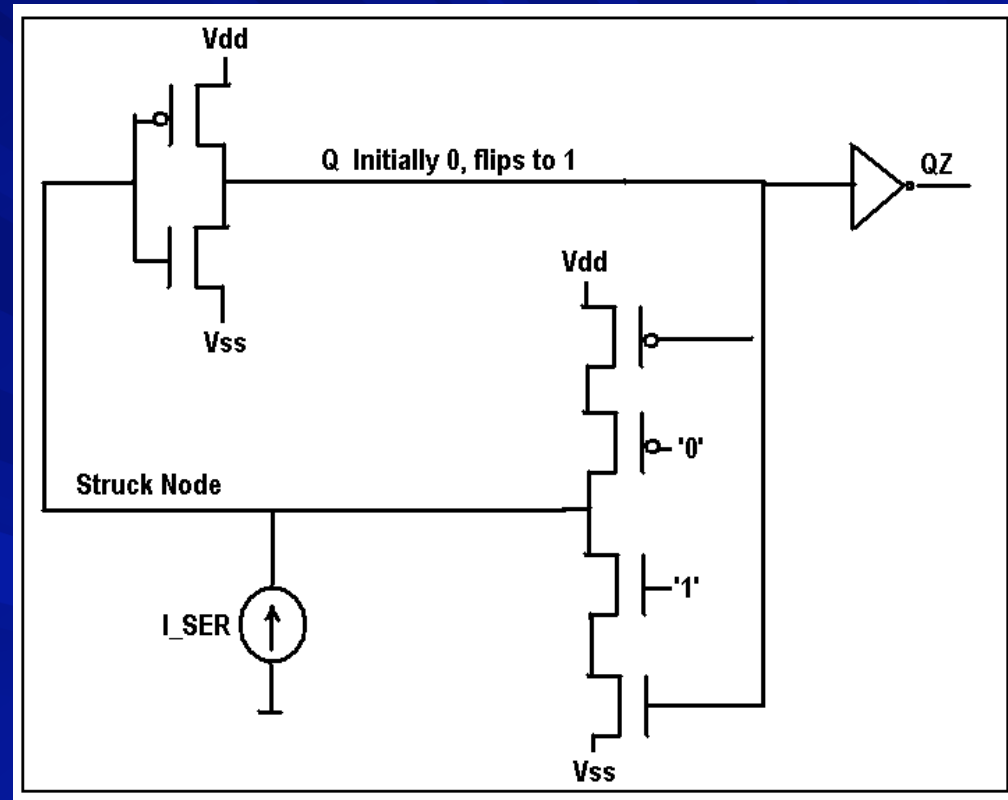 Vdd
Q Initially 0, flips to 1
QZ
Vdd
Vss
'0'
Struck Node
'1'
I_SER
Vss